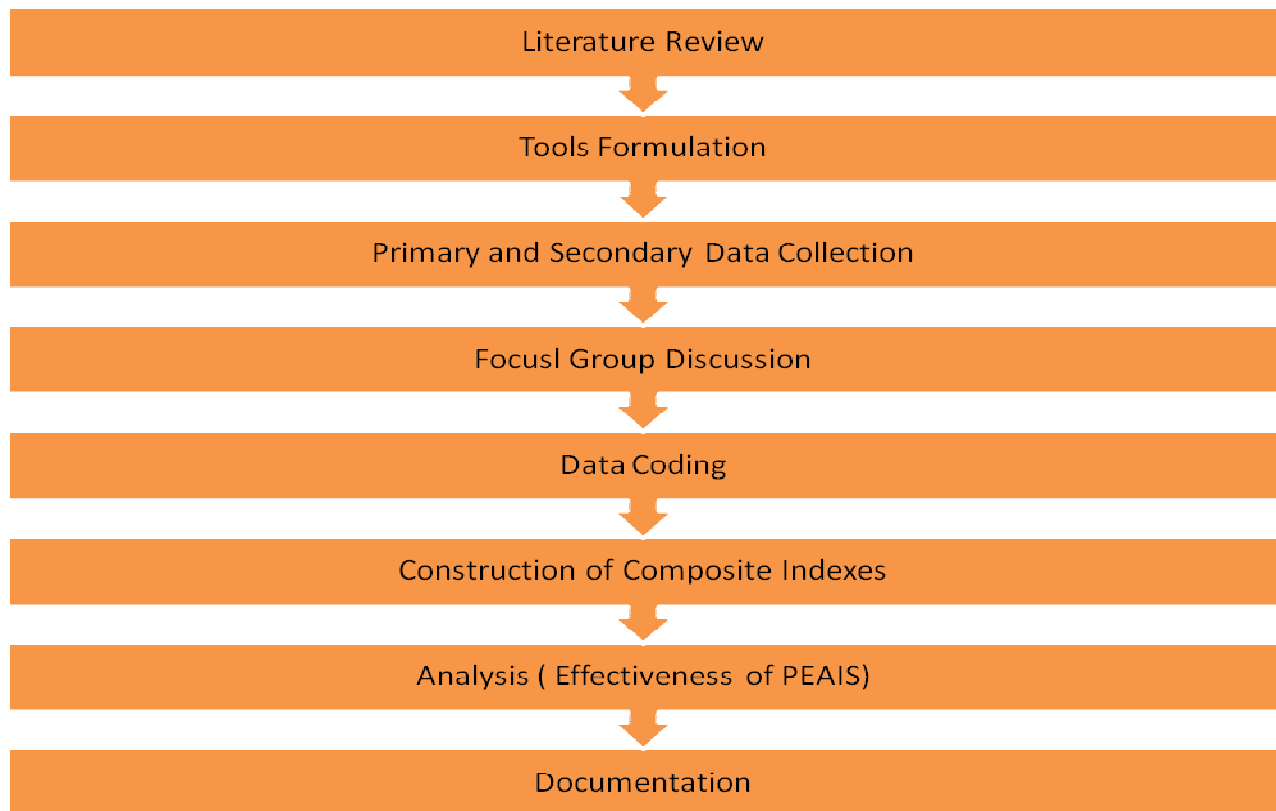 Literature Review
Tools Formulation
Primary and Secondary Data Collection
Focusl Group Discussion
Data Coding
Construction of Composite Indexes
Analysis ( Effectiveness of PEAIS)
Documentation